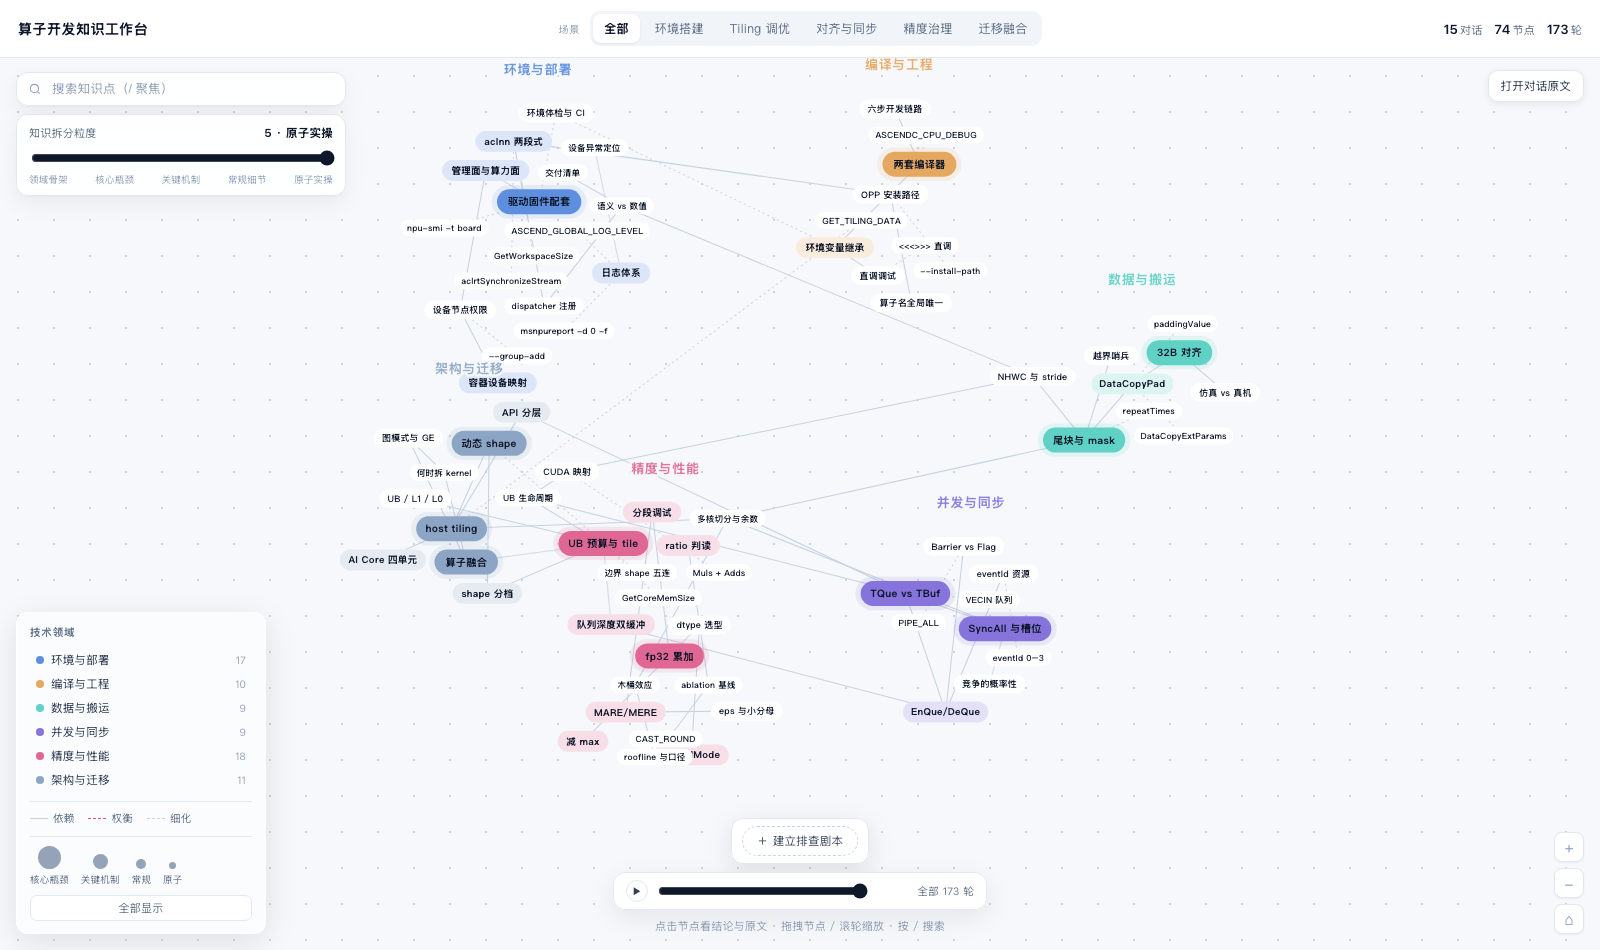 算子开发知识工作台
场景 全部 环境搭建 Tiling 调优 对齐与同步 精度治理 迁移融合
15 对话 74 节点 173 轮
搜索知识点（/ 聚焦）
打开对话原文
知识拆分粒度 5 · 原子实操
领域骨架 核心瓶颈 关键机制 常规细节 原子实操
环境与部署
环境体检与 CI
aclnn 两段式
设备异常定位
管理面与算力面
交付清单
驱动固件配套
语义 vs 数值
npu-smi -t board
ASCEND_GLOBAL_LOG_LEVEL
GetWorkspaceSize
日志体系
aclrtSynchronizeStream
设备节点权限
dispatcher 注册
msnpureport -d 0 -f
--group-add
容器设备映射
编译与工程
六步开发链路
ASCENDC_CPU_DEBUG
两套编译器
OPP 安装路径
GET_TILING_DATA
环境变量继承
<<<>>> 直调
直调调试
--install-path
算子名全局唯一
数据与搬运
paddingValue
越界哨兵
32B 对齐
NHWC 与 stride
DataCopyPad
仿真 vs 真机
repeatTimes
尾块与 mask
DataCopyExtParams
架构与迁移
API 分层
图模式与 GE
动态 shape
何时拆 kernel
CUDA 映射
UB / L1 / L0
UB 生命周期
host tiling
AI Core 四单元
算子融合
shape 分档
精度与性能
分段调试
多核切分与余数
UB 预算与 tile
ratio 判读
边界 shape 五连
Muls + Adds
GetCoreMemSize
队列深度双缓冲
dtype 选型
fp32 累加
木桶效应
ablation 基线
MARE/MERE
eps 与小分母
减 max
CAST_ROUND
roofline 与口径
Mode
并发与同步
Barrier vs Flag
eventId 资源
TQue vs TBuf
VECIN 队列
PIPE_ALL
SyncAll 与槽位
eventId 0–3
竞争的概率性
EnQue/DeQue
技术领域
环境与部署 17
编译与工程 10
数据与搬运 9
并发与同步 9
精度与性能 18
架构与迁移 11
依赖 权衡 细化
核心瓶颈 关键机制 常规 原子
全部显示
+ 建立排查剧本
全部 173 轮
点击节点看结论与原文 · 拖拽节点 / 滚轮缩放 · 按 / 搜索
+
−